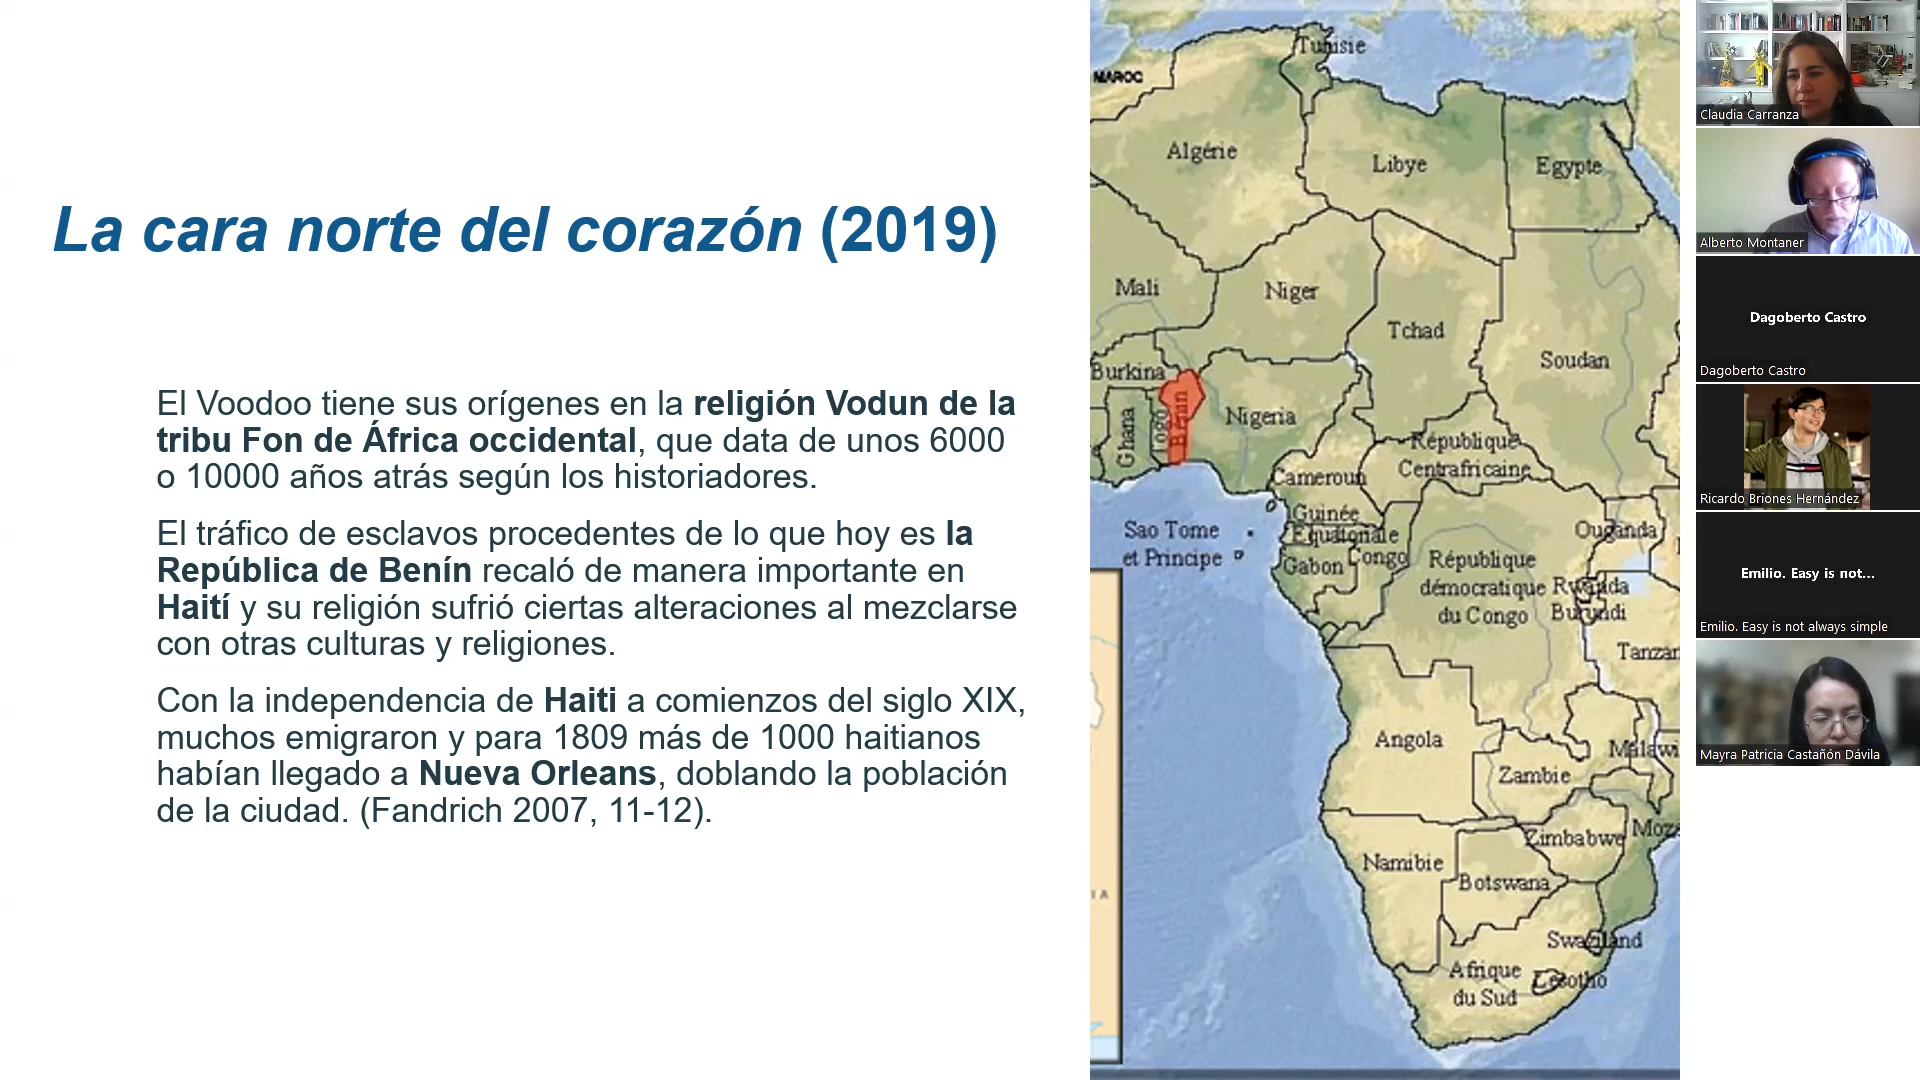 La cara norte del corazón (2019)
El Voodoo tiene sus orígenes en la religión Vodun de la
tribu Fon de África occidental, que data de unos 6000
o 10000 años atrás según los historiadores.
El tráfico de esclavos procedentes de lo que hoy es la
República de Benín recaló de manera importante en
Haití y su religión sufrió ciertas alteraciones al mezclarse
con otras culturas y religiones.
Con la independencia de Haiti a comienzos del siglo XIX,
muchos emigraron y para 1809 más de 1000 haitianos
habían llegado a Nueva Orleans, doblando la población
de la ciudad. (Fandrich 2007, 11-12).
Tunisie
MAROC
Algérie
Libye
Egypte
Mali
Niger
Tchad
Soudan
Burkina
Ghana
Togo
Bénin
Nigeria
République
Centrafricaine
Cameroun
Guinée
Equatoriale
Sao Tome
et Principe
Gabon
Congo
République
démocratique
du Congo
Ouganda
Rwanda
Burundi
Tanzan
Angola
Zambie
Malawi
Zimbabwe
Moz
Namibie
Botswana
Swaziland
Afrique
du Sud
Lesotho
I A
Claudia Carranza
Alberto Montaner
Dagoberto Castro
Dagoberto Castro
Ricardo Briones Hernández
Emilio. Easy is not...
Emilio. Easy is not always simple
Mayra Patricia Castañón Dávila